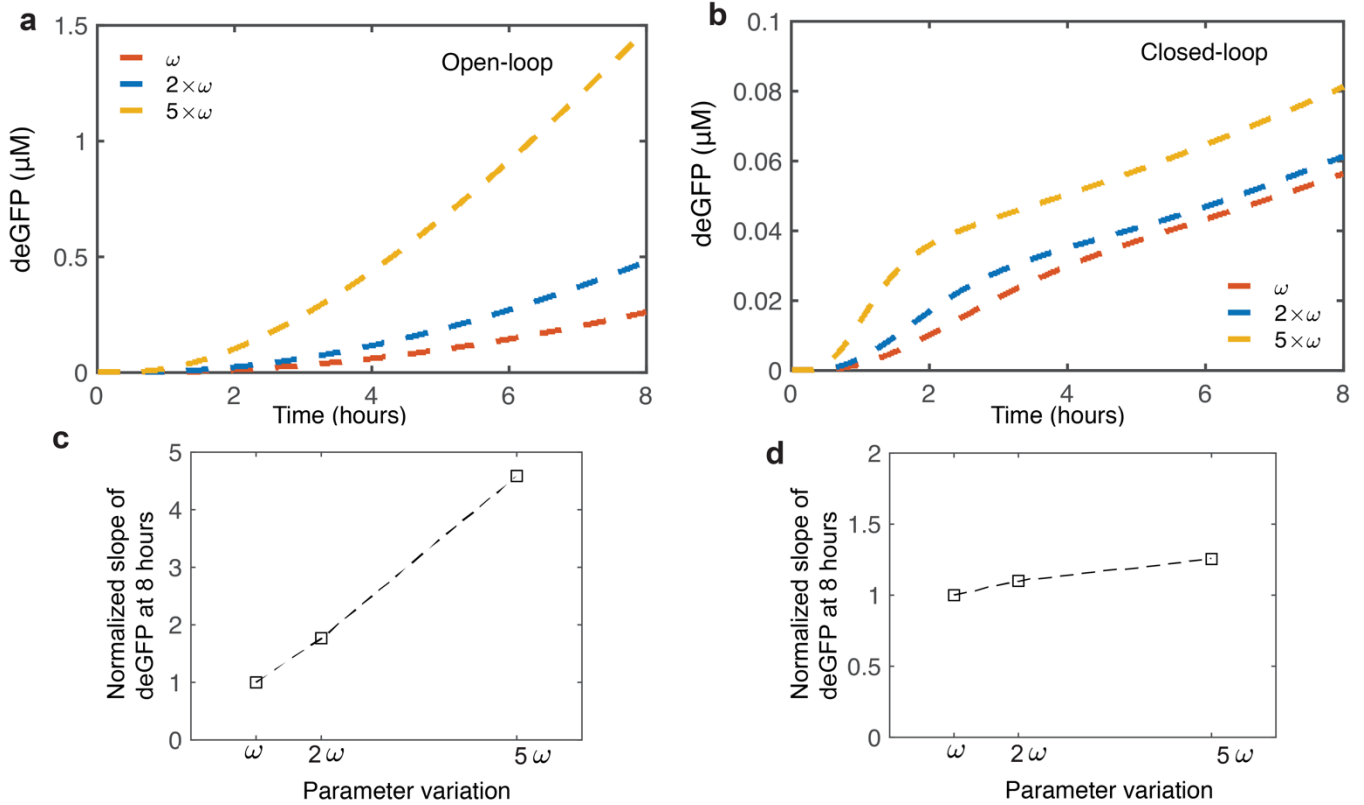 a
1.5
1
0.5
0
deGFP (μM)
ω
2×ω
5×ω
Open-loop
0 2 4 6 8
Time (hours)
b
0.1
0.08
0.06
0.04
0.02
0
deGFP (μM)
Closed-loop
ω
2×ω
5×ω
0 2 4 6 8
Time (hours)
c
5
4
3
2
1
0
Normalized slope of
deGFP at 8 hours
ω 2ω 5ω
Parameter variation
d
2
1.5
1
0.5
0
Normalized slope of
deGFP at 8 hours
ω 2ω 5ω
Parameter variation